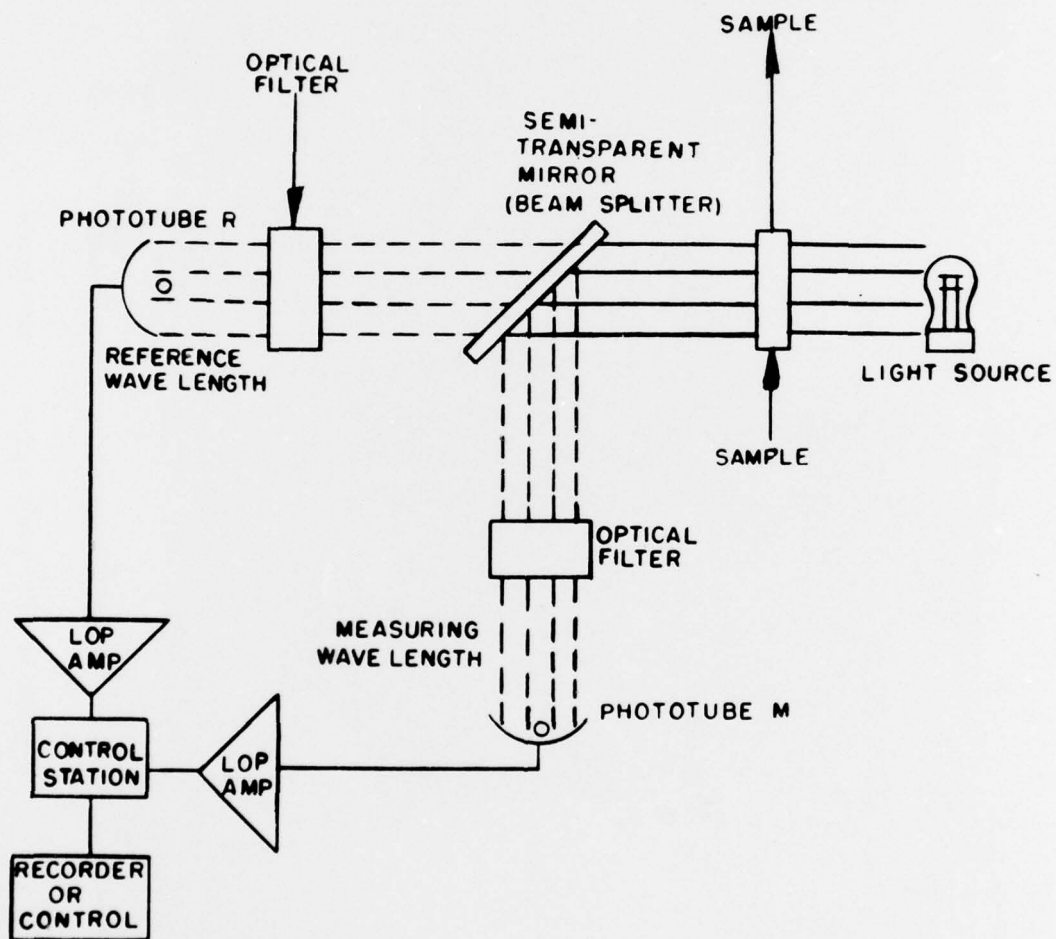 SAMPLE
OPTICAL
FILTER
SEMI-
TRANSPARENT
MIRROR
(BEAM SPLITTER)
PHOTOTUBE R
REFERENCE
WAVE LENGTH
LIGHT SOURCE
SAMPLE
OPTICAL
FILTER
MEASURING
WAVE LENGTH
PHOTOTUBE M
LOP
AMP
CONTROL
STATION
LOP
AMP
RECORDER
OR
CONTROL